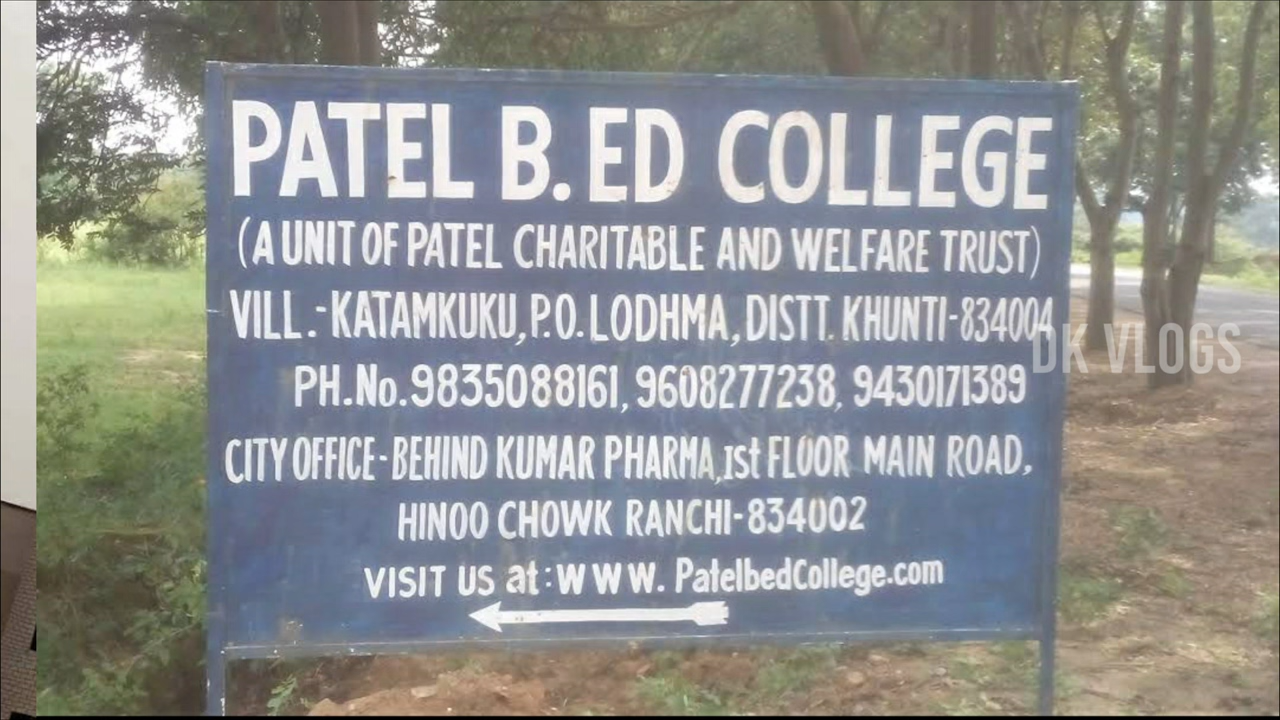 PATEL B.ED COLLEGE
(A UNIT OF PATEL CHARITABLE AND WELFARE TRUST)
VILL.-KATAMKUKU,P.O.LODHMA,DISTT. KHUNTI-834004
DK VLOGS
PH.No.9835088161, 9608277238, 9430171389
CITY OFFICE-BEHIND KUMAR PHARMA,1st FLOOR MAIN ROAD,
HINOO CHOWK RANCHI-834002
VISIT US at:WWW. PatelbedCollege.com